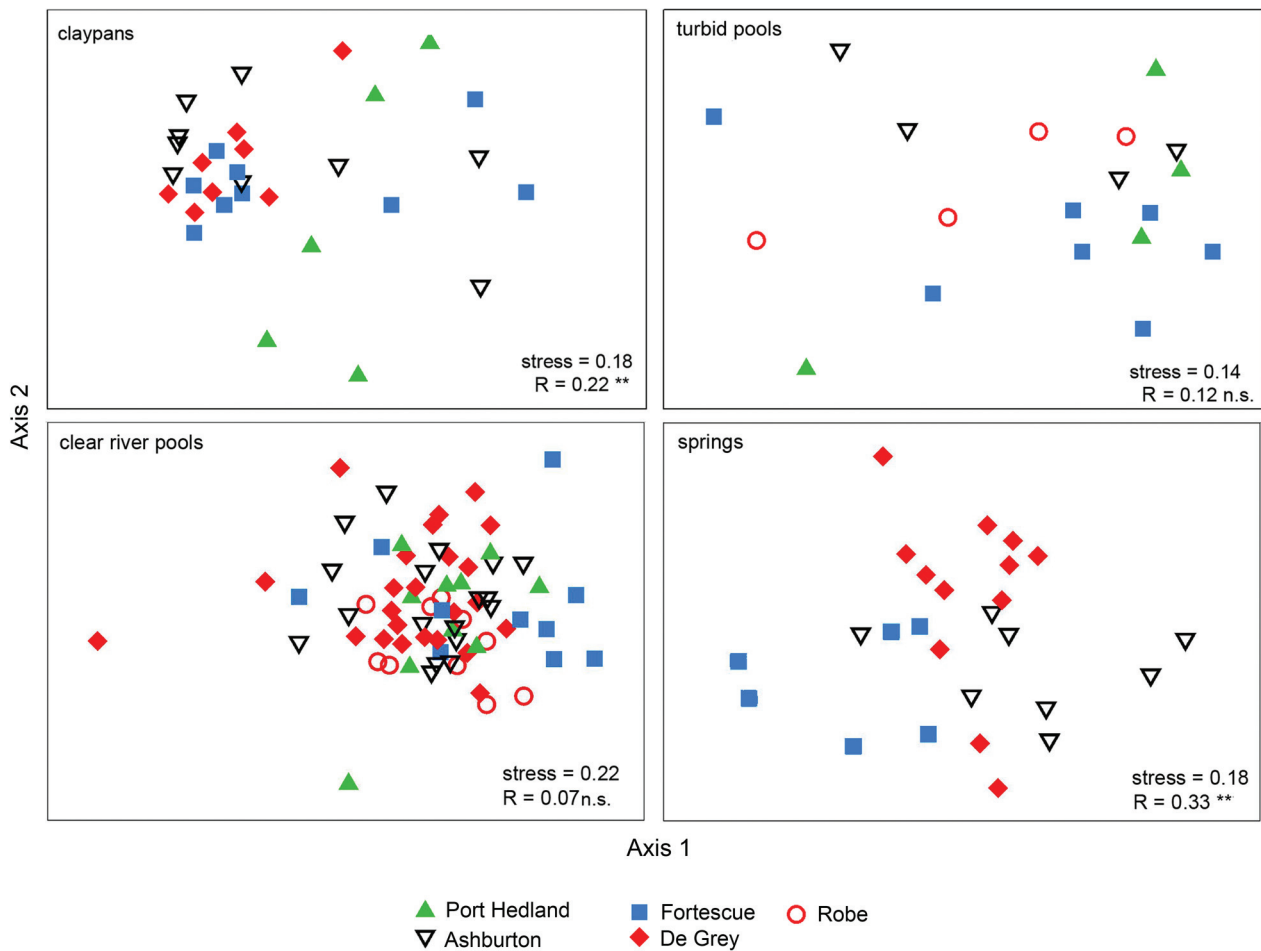 claypans
stress = 0.18
R = 0.22 **
turbid pools
stress = 0.14
R = 0.12 n.s.
Axis 2
clear river pools
stress = 0.22
R = 0.07n.s.
springs
stress = 0.18
R = 0.33 **
Axis 1
Port Hedland
Fortescue
Robe
Ashburton
De Grey